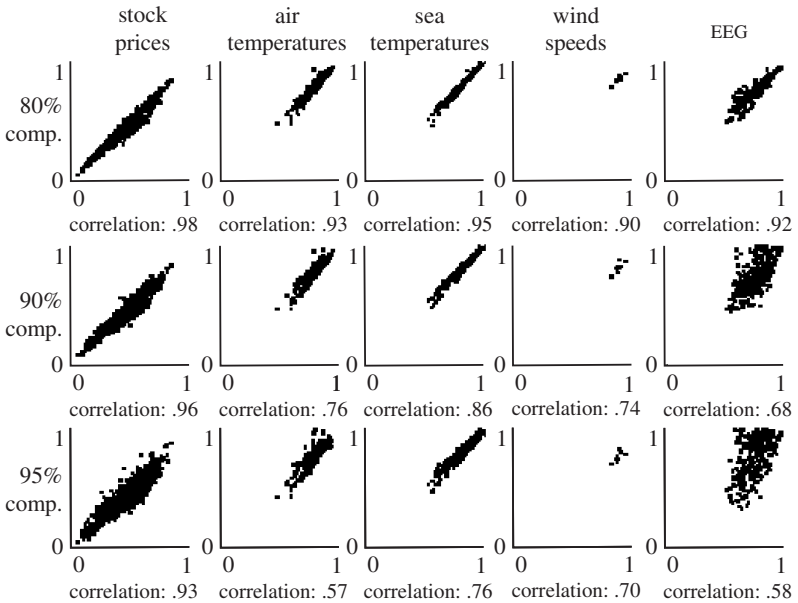 stock prices
air temperatures
sea temperatures
wind speeds
EEG
80% comp.
1 1 1 1 1
0 0 0 0 0
0 1 0 1 0 1 0 1 0 1
correlation: .98 correlation: .93 correlation: .95 correlation: .90 correlation: .92
90% comp.
1 1 1 1 1
0 0 0 0 0
0 1 0 1 0 1 0 1 0 1
correlation: .96 correlation: .76 correlation: .86 correlation: .74 correlation: .68
95% comp.
1 1 1 1 1
0 0 0 0 0
0 1 0 1 0 1 0 1 0 1
correlation: .93 correlation: .57 correlation: .76 correlation: .70 correlation: .58